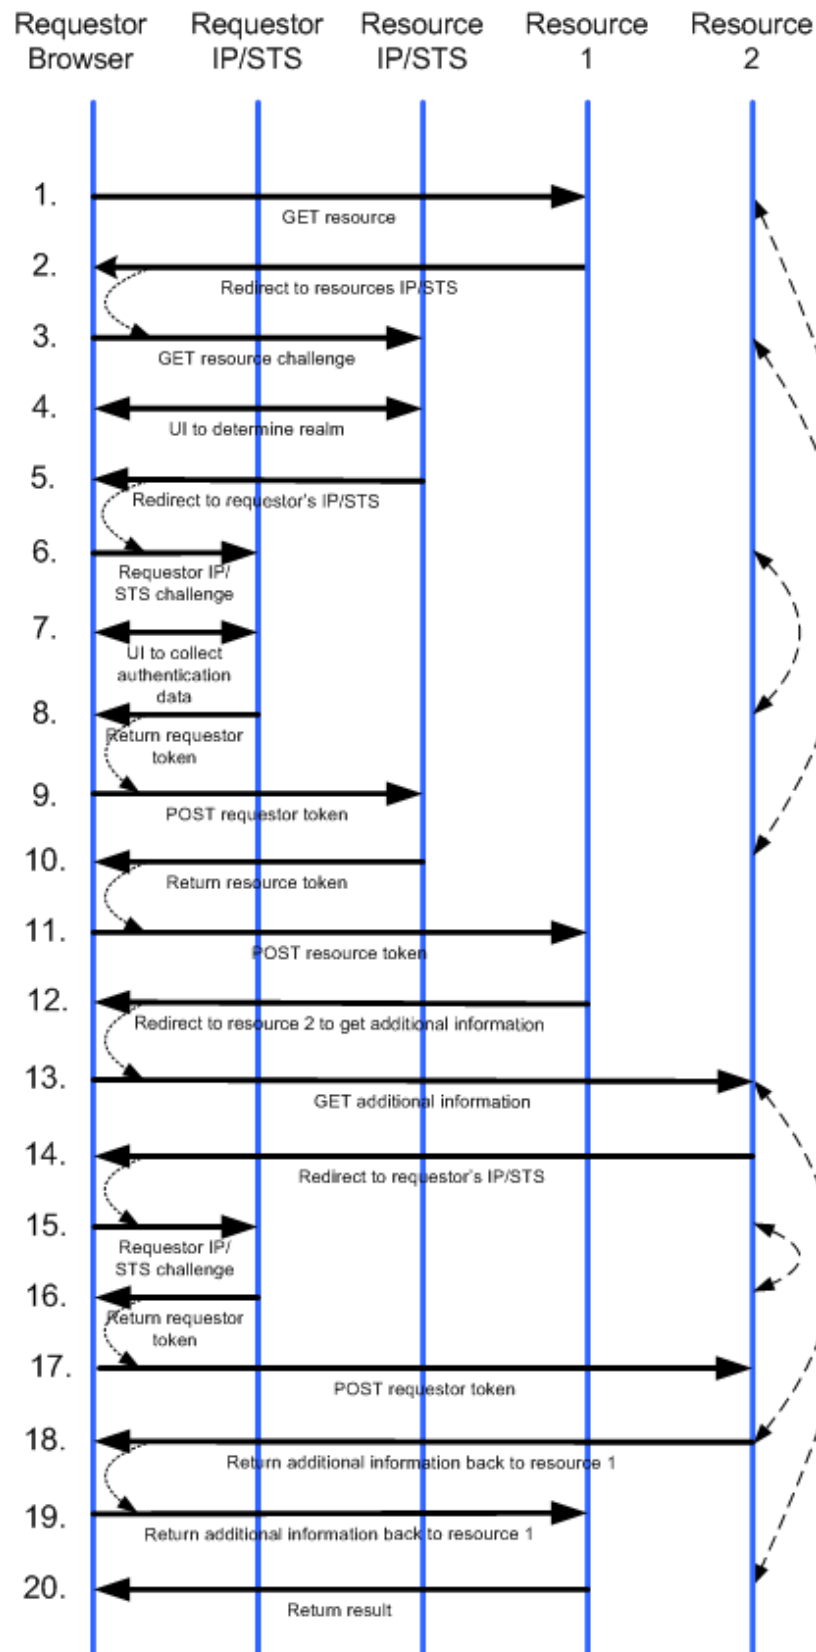 Requestor Browser
Requestor IP/STS
Resource IP/STS
Resource 1
Resource 2
1.
GET resource
2.
Redirect to resources IP/STS
3.
GET resource challenge
4.
UI to determine realm
5.
Redirect to requestor's IP/STS
6.
Requestor IP/
STS challenge
7.
UI to collect
authentication
data
8.
Return requestor
token
9.
POST requestor token
10.
Return resource token
11.
POST resource token
12.
Redirect to resource 2 to get additional information
13.
GET additional information
14.
Redirect to requestor's IP/STS
15.
Requestor IP/
STS challenge
16.
Return requestor
token
17.
POST requestor token
18.
Return additional information back to resource 1
19.
Return additional information back to resource 1
20.
Return result